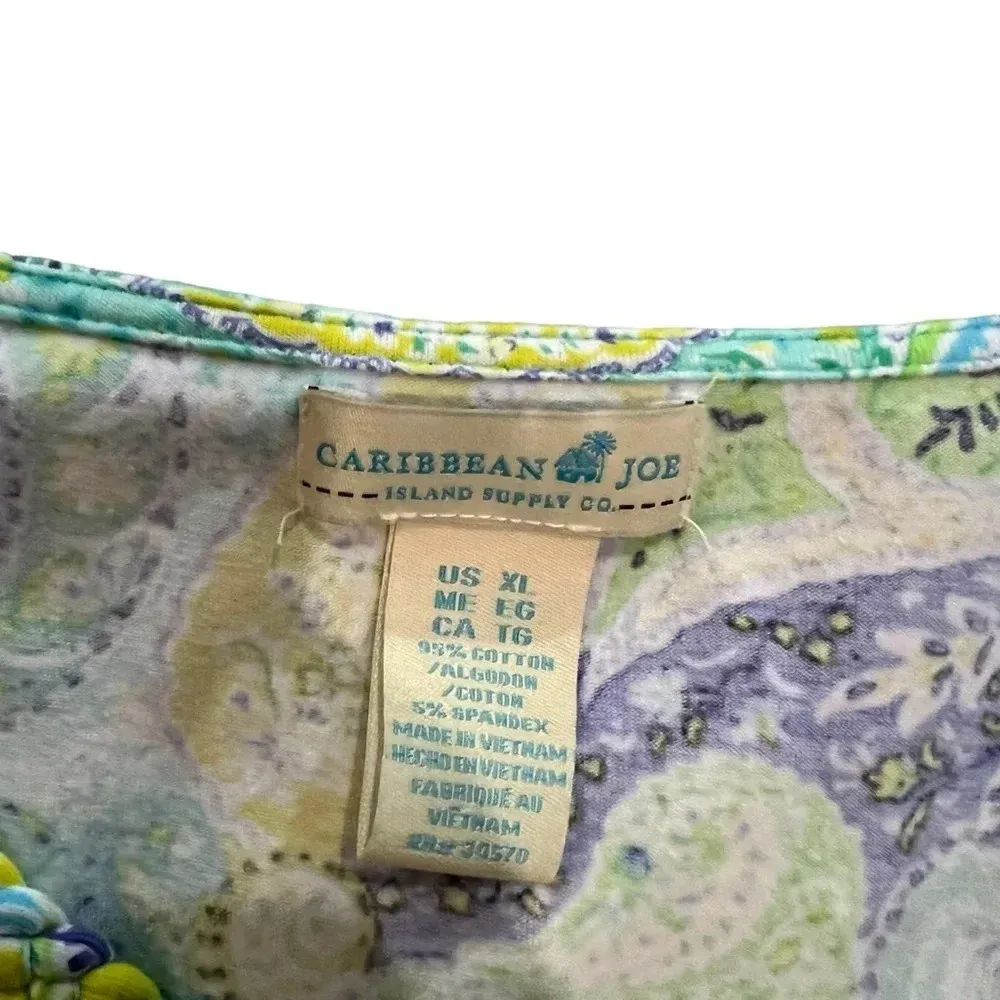 CARIBBEAN JOE
ISLAND SUPPLY CO.
US XL
ME EG
CA TG
95% COTTON
/ALGODON
/COTON
5% SPANDEX
MADE IN VIETNAM
HECHO EN VIETNAM
FABRIQUÉ AU
VIETNAM
34570